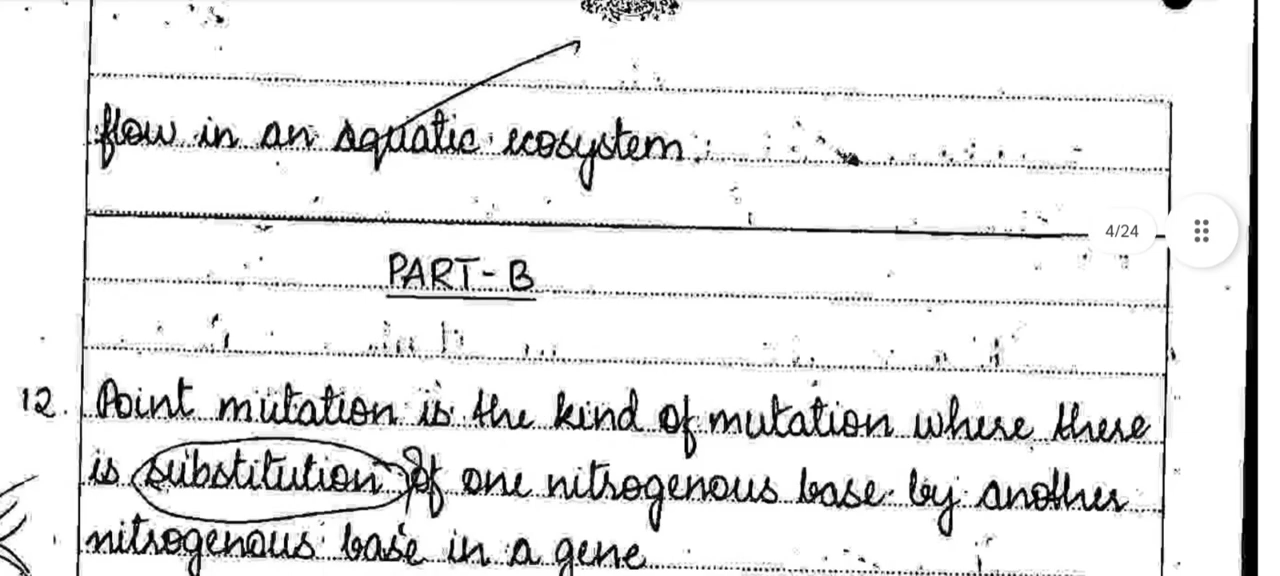 flow in an aquatic ecosystem.
4/24
PART-B
12. Point mutation is the kind of mutation where there
is substitution of one nitrogenous base by another
nitrogenous base in a gene